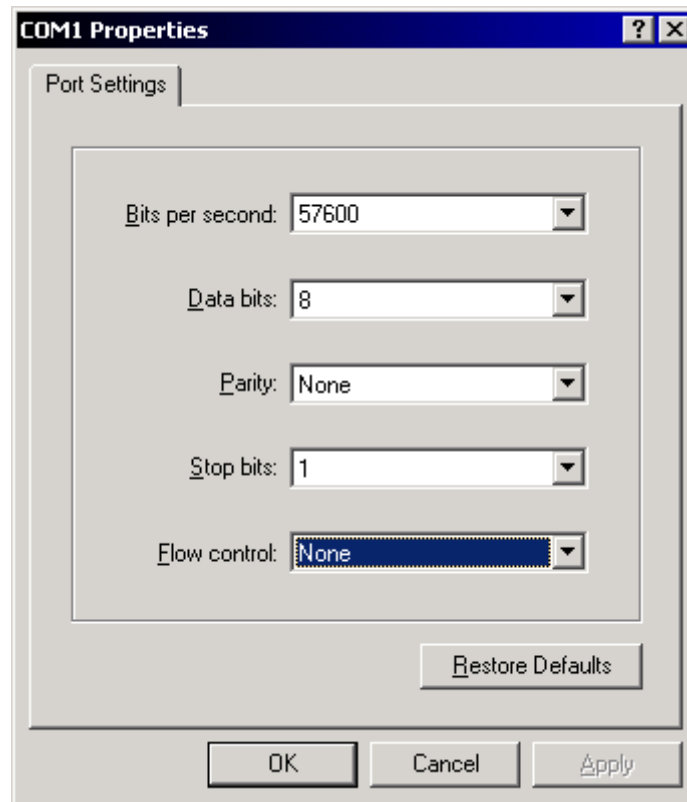 COM1 Properties
Port Settings
Bits per second: 57600
Data bits: 8
Parity: None
Stop bits: 1
Flow control: None
Restore Defaults
OK Cancel Apply